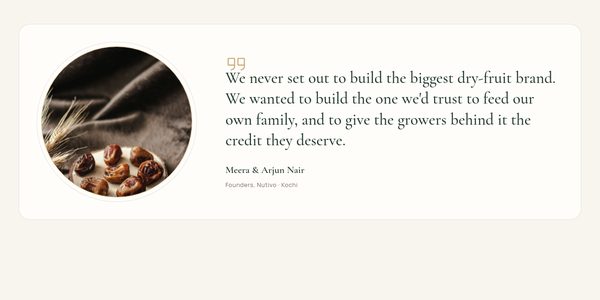 We never set out to build the biggest dry-fruit brand.
We wanted to build the one we'd trust to feed our
own family, and to give the growers behind it the
credit they deserve.
Meera & Arjun Nair
Founders, Nutivo · Kochi